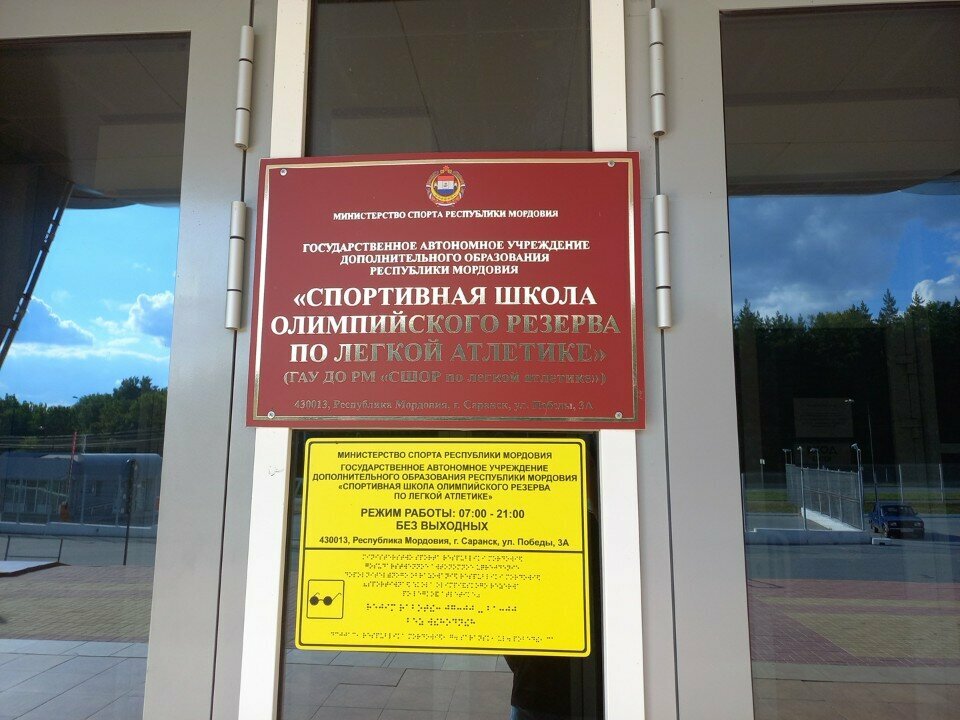 МИНИСТЕРСТВО СПОРТА РЕСПУБЛИКИ МОРДОВИЯ
ГОСУДАРСТВЕННОЕ АВТОНОМНОЕ УЧРЕЖДЕНИЕ
ДОПОЛНИТЕЛЬНОГО ОБРАЗОВАНИЯ
РЕСПУБЛИКИ МОРДОВИЯ
«СПОРТИВНАЯ ШКОЛА
ОЛИМПИЙСКОГО РЕЗЕРВА
ПО ЛЕГКОЙ АТЛЕТИКЕ»
(ГАУ ДО РМ «СШОР по легкой атлетике»)
430013, Республика Мордовия, г. Саранск, ул. Победы, 3А
МИНИСТЕРСТВО СПОРТА РЕСПУБЛИКИ МОРДОВИЯ
ГОСУДАРСТВЕННОЕ АВТОНОМНОЕ УЧРЕЖДЕНИЕ
ДОПОЛНИТЕЛЬНОГО ОБРАЗОВАНИЯ РЕСПУБЛИКИ МОРДОВИЯ
«СПОРТИВНАЯ ШКОЛА ОЛИМПИЙСКОГО РЕЗЕРВА
ПО ЛЕГКОЙ АТЛЕТИКЕ»
РЕЖИМ РАБОТЫ: 07:00 - 21:00
БЕЗ ВЫХОДНЫХ
430013, Республика Мордовия, г. Саранск, ул. Победы, 3А